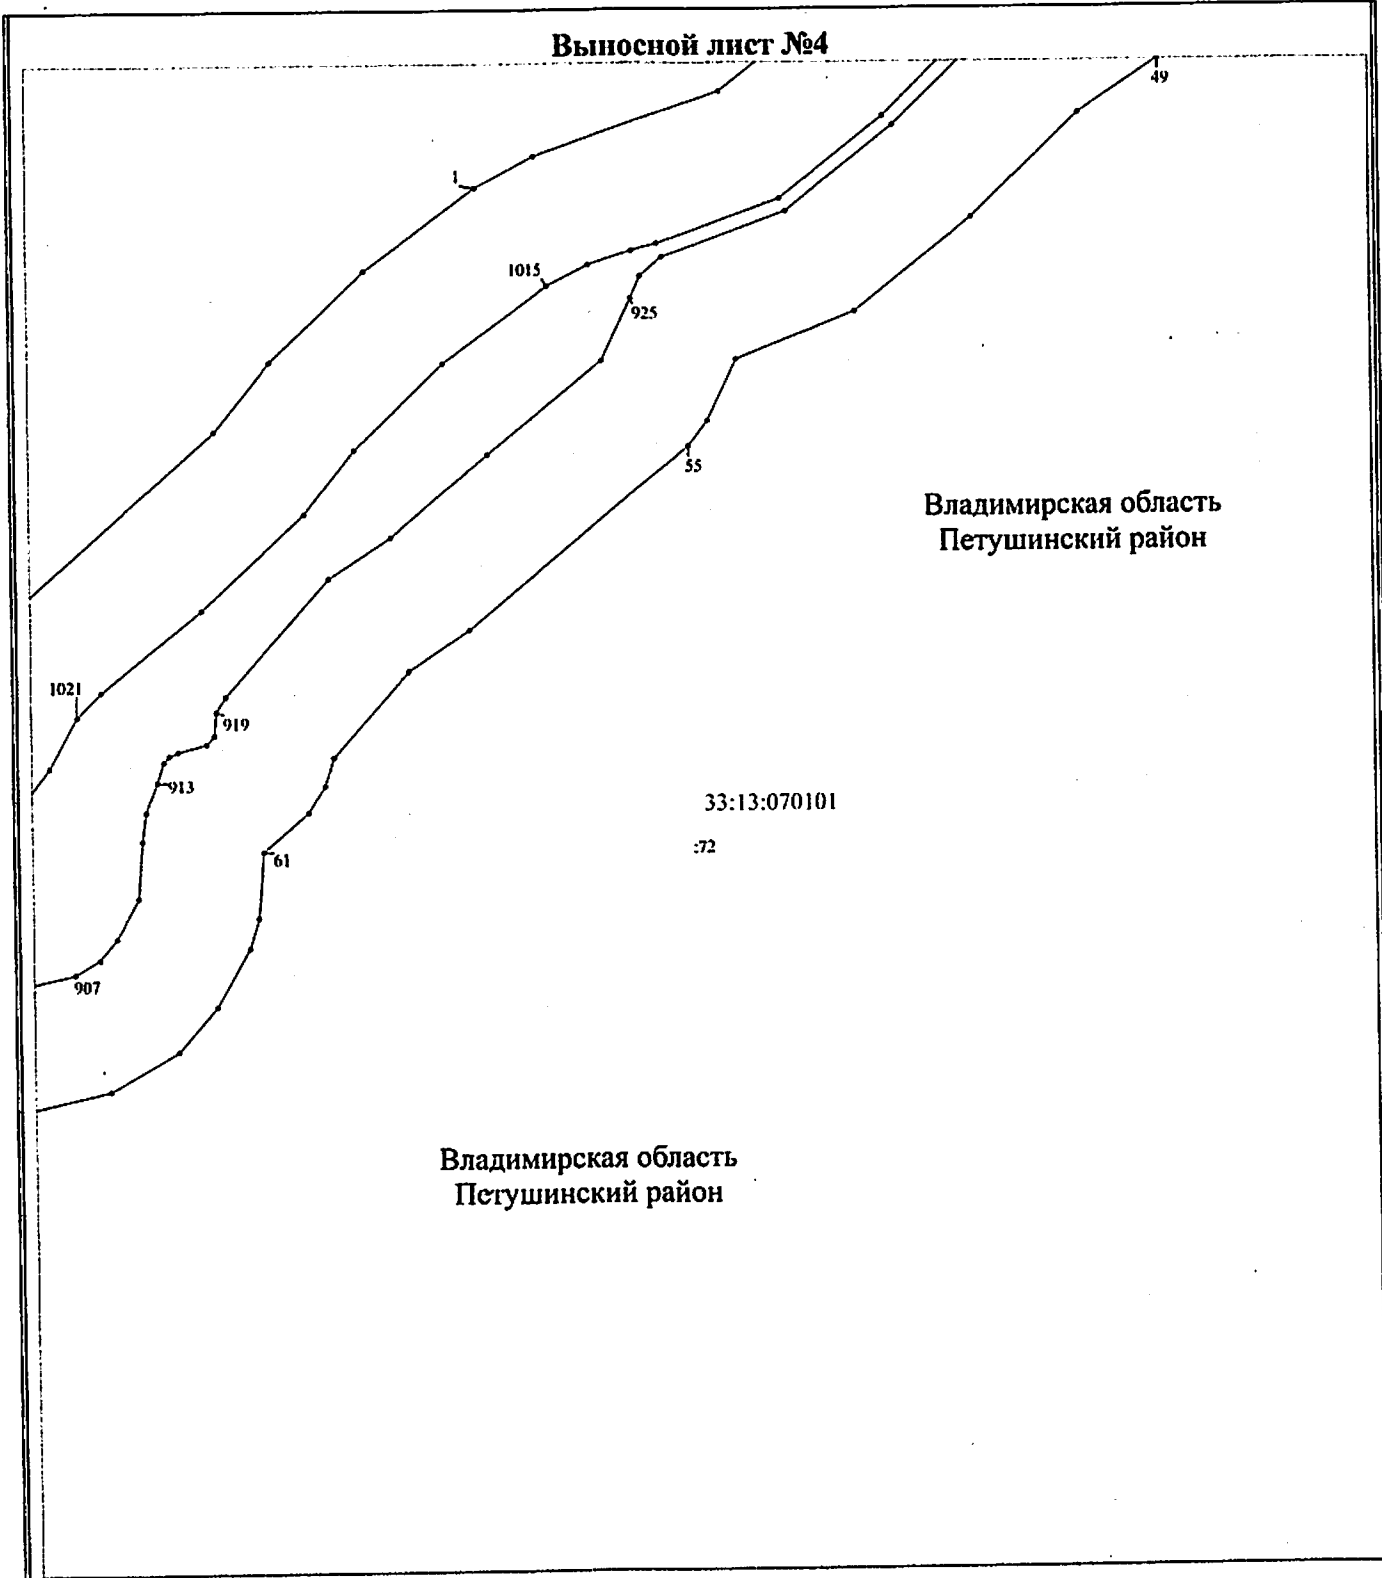 Выносной лист №4
49
1
1015
925
55
Владимирская область
Петушинский район
1021
919
913
33:13:070101
:72
61
907
Владимирская область
Петушинский район